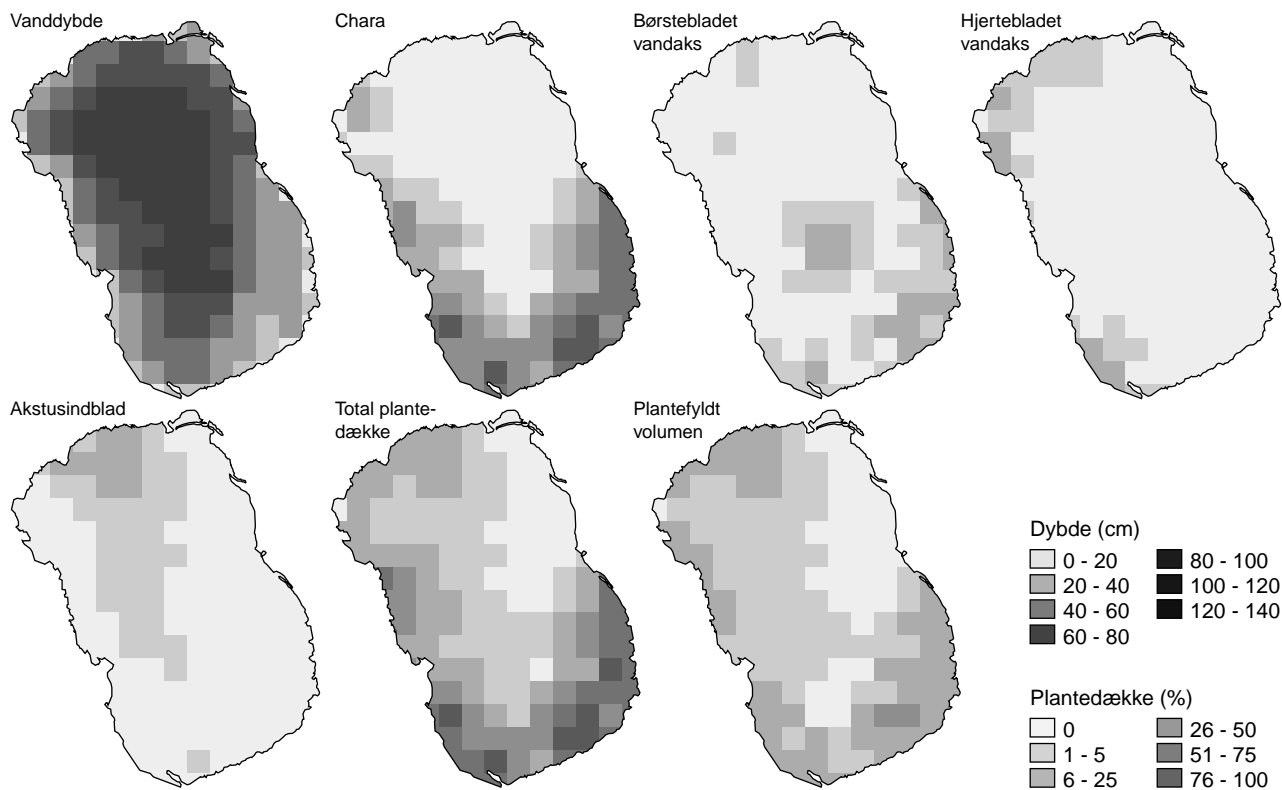 Vanddybde
Chara
Børstebladet
vandaks
Hjertebladet
vandaks
Akstusindblad
Total plante-
dække
Plantefyldt
volumen
Dybde (cm)
0 - 20
20 - 40
40 - 60
60 - 80
80 - 100
100 - 120
120 - 140
Plantedække (%)
0
1 - 5
6 - 25
26 - 50
51 - 75
76 - 100